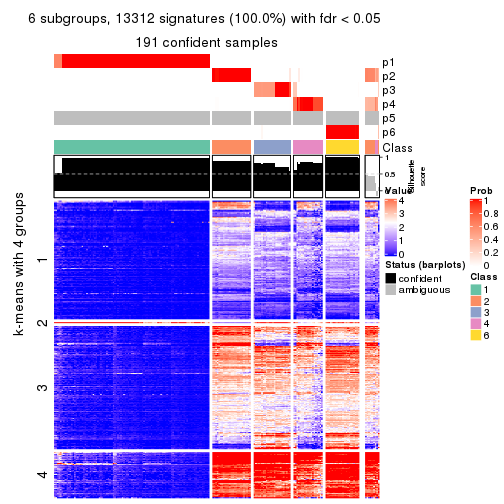 6 subgroups, 13312 signatures (100.0%) with fdr < 0.05
191 confident samples
p1
p2
p3
p4
p5
p6
Class
1
0.5
0
Silhouette
score
k-means with 4 groups
1
2
3
4
Value
4
3
2
1
0
Status (barplots)
confident
ambiguous
Prob
1
0.8
0.6
0.4
0.2
0
Class
1
2
3
4
6